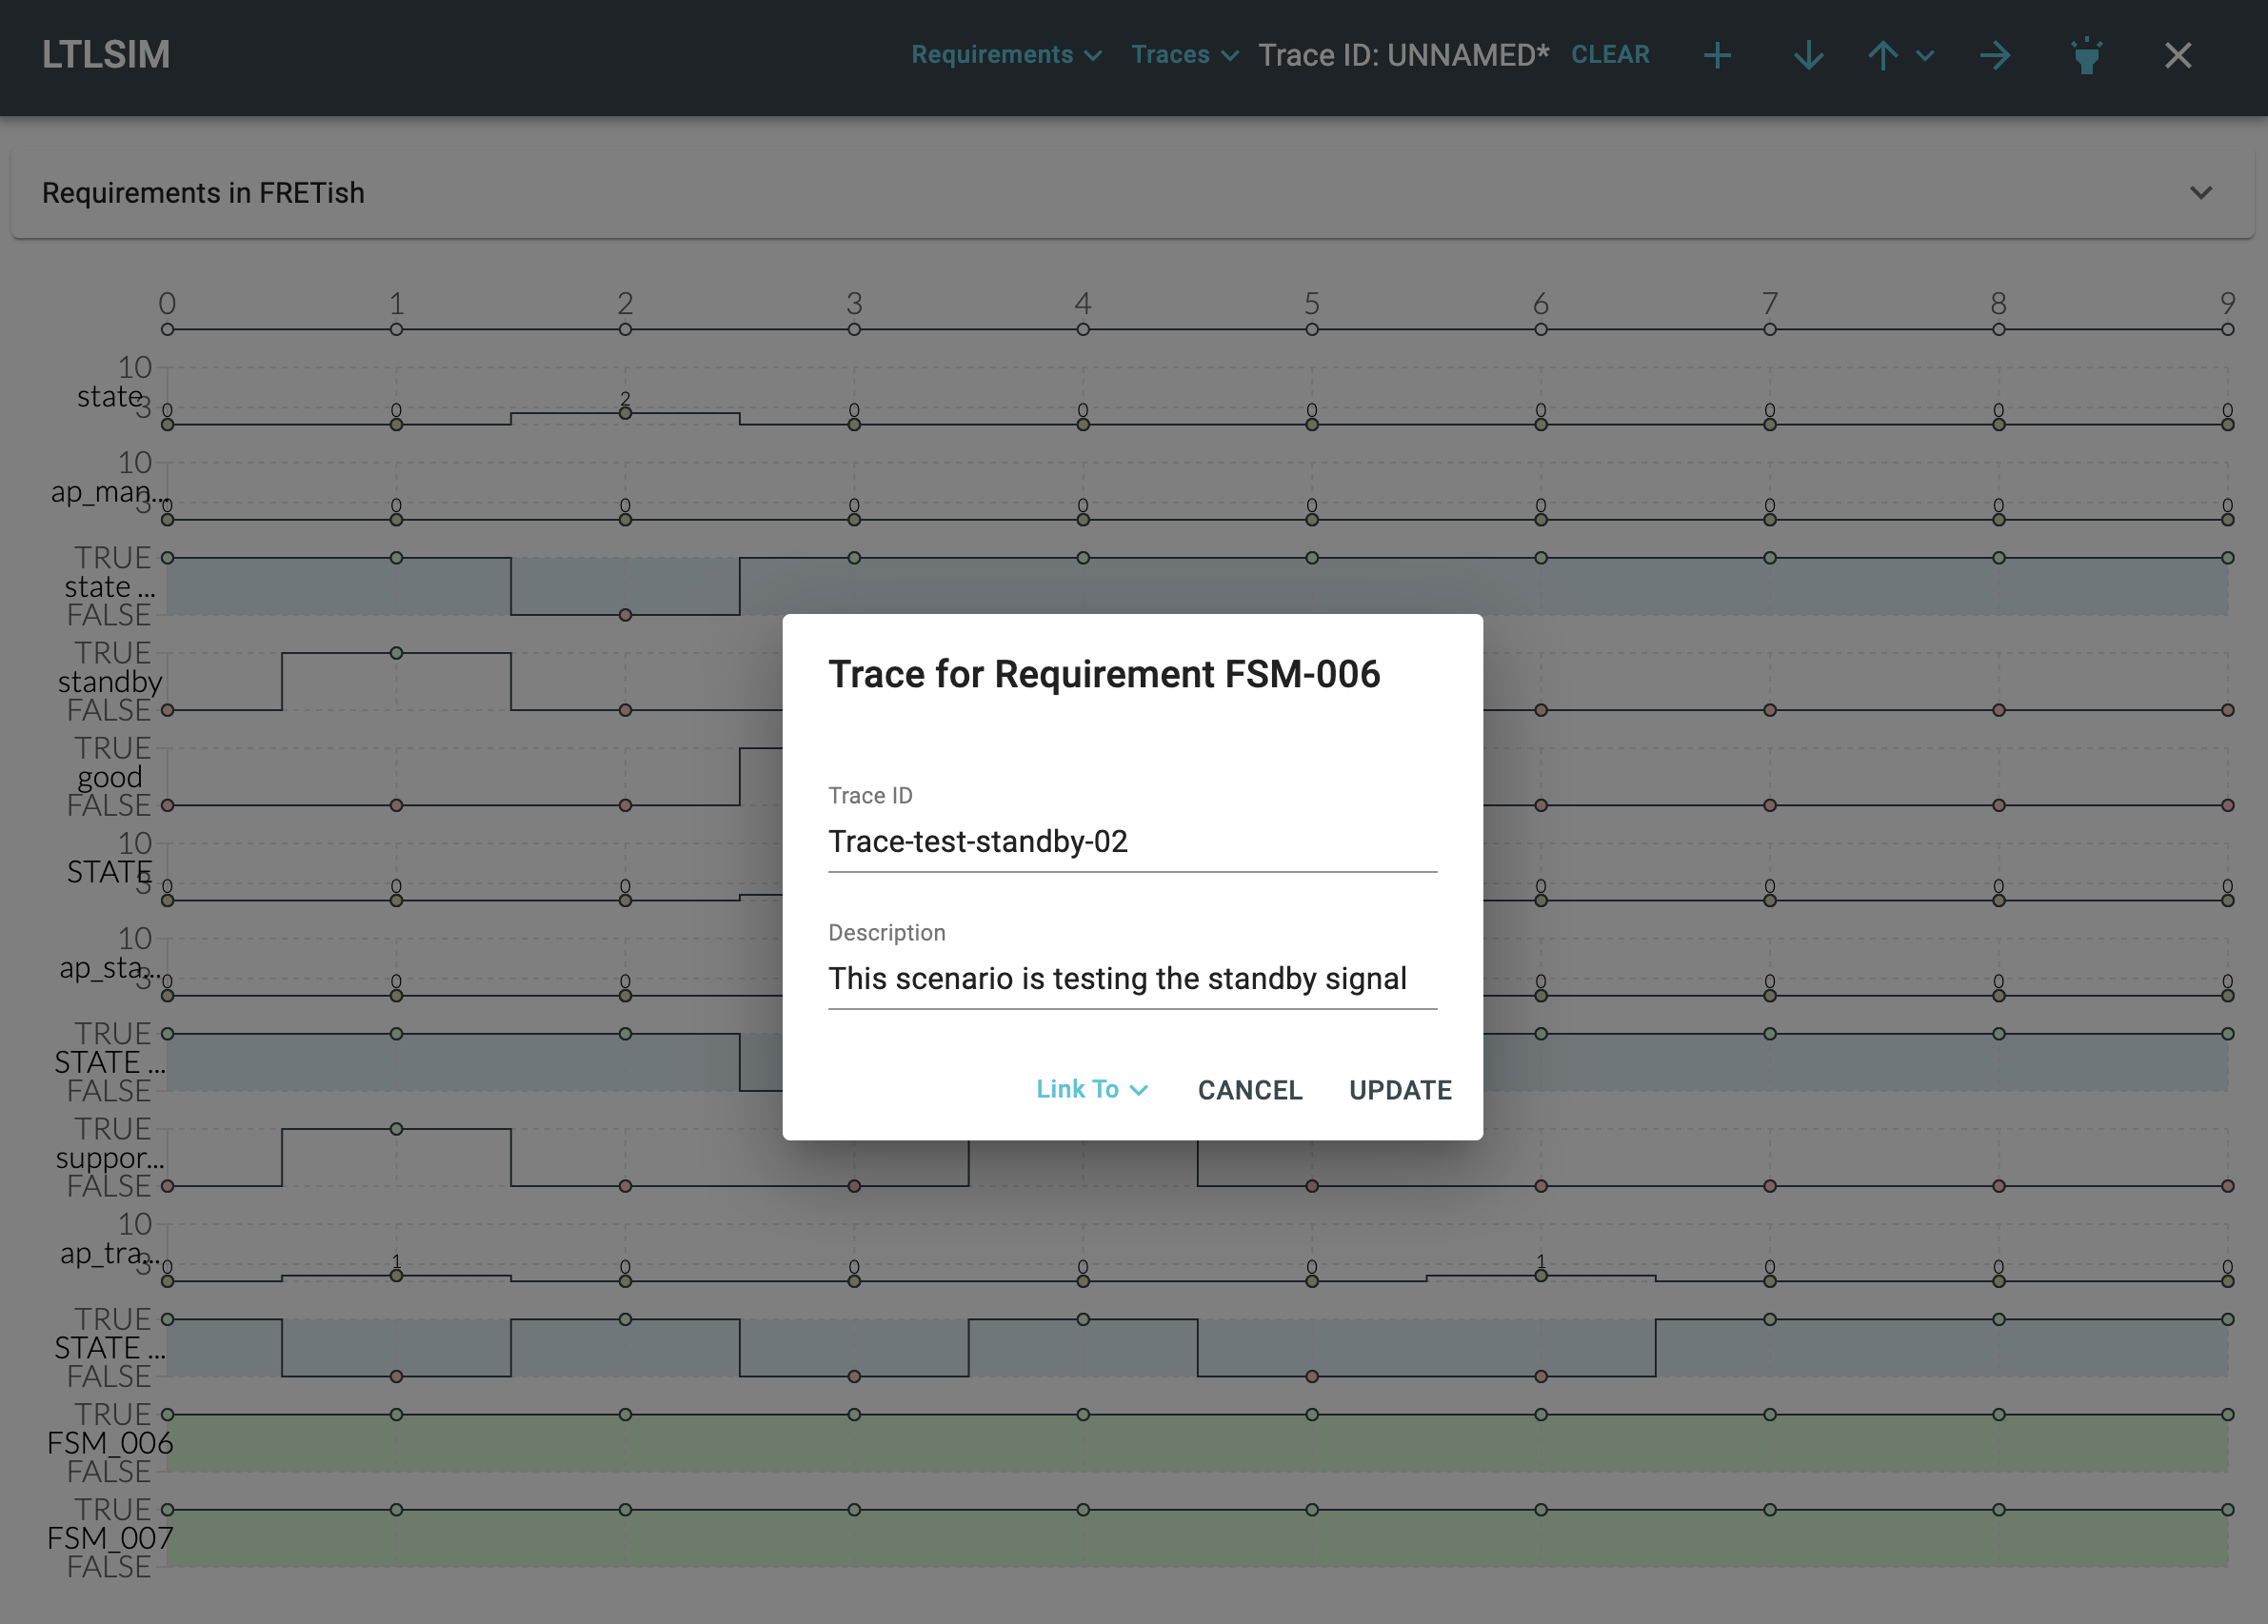 LTLSIM Requirements Traces Trace ID: UNNAMED* CLEAR
Requirements in FRETish
0 1 2 3 4 5 6 7 8 9
10
state
3 0 0 2 0 0 0 0 0 0 0
10
ap_man...
3 0 0 0 0 0 0 0 0 0 0
TRUE
state ...
FALSE
TRUE
standby
FALSE
TRUE
good
FALSE
10
STATE
3 0 0 0 0 0 0 0
10
ap_sta...
3 0 0 0 0 0 0 0
TRUE
STATE ...
FALSE
TRUE
suppor...
FALSE
10
ap_tra...
3 0 1 0 0 0 0 1 0 0 0
TRUE
STATE ...
FALSE
TRUE
FSM_006
FALSE
TRUE
FSM_007
FALSE
Trace for Requirement FSM-006
Trace ID
Trace-test-standby-02
Description
This scenario is testing the standby signal
Link To CANCEL UPDATE